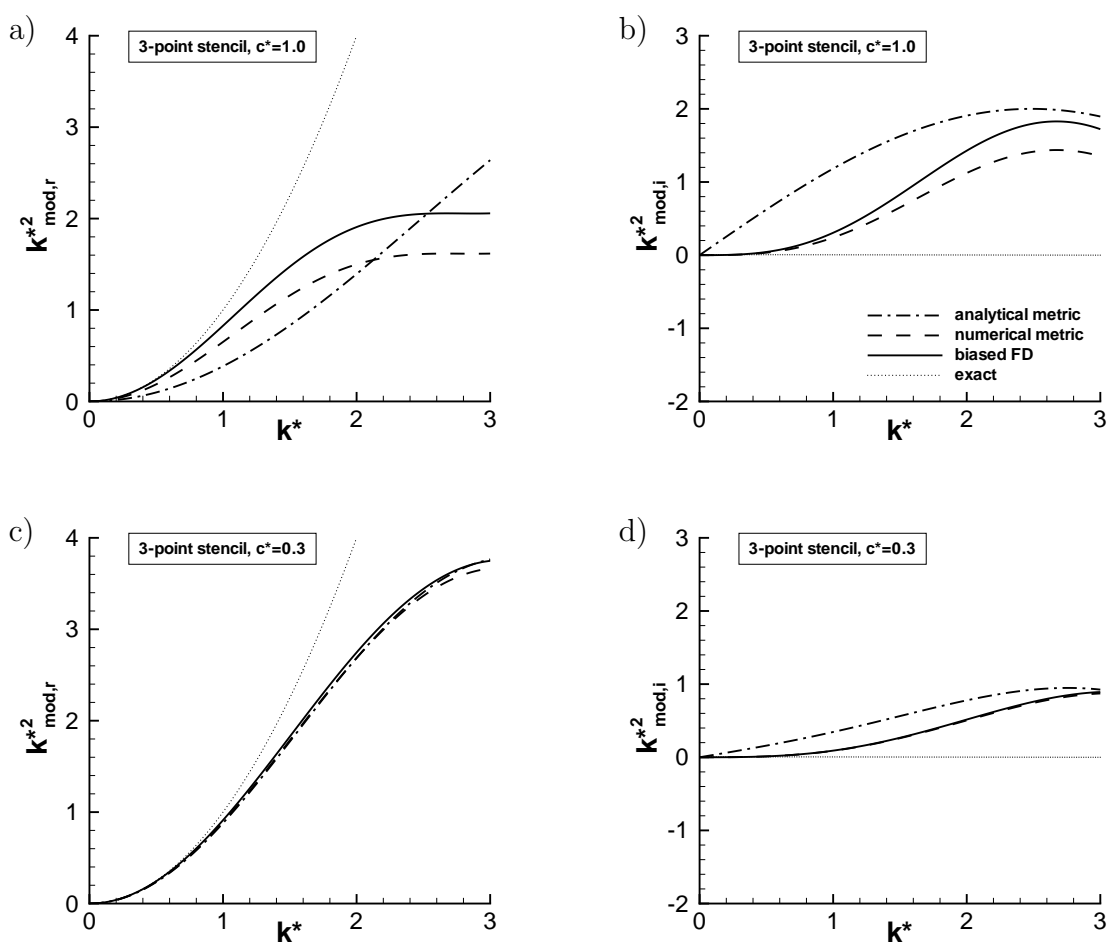 a)
3-point stencil, c*=1.0
k*²mod,r
4
3
2
1
0
0 1 2 3
k*
b)
3-point stencil, c*=1.0
k*²mod,i
3
2
1
0
-1
-2
analytical metric
numerical metric
biased FD
exact
0 1 2 3
k*
c)
3-point stencil, c*=0.3
k*²mod,r
4
3
2
1
0
0 1 2 3
k*
d)
3-point stencil, c*=0.3
k*²mod,i
3
2
1
0
-1
-2
0 1 2 3
k*